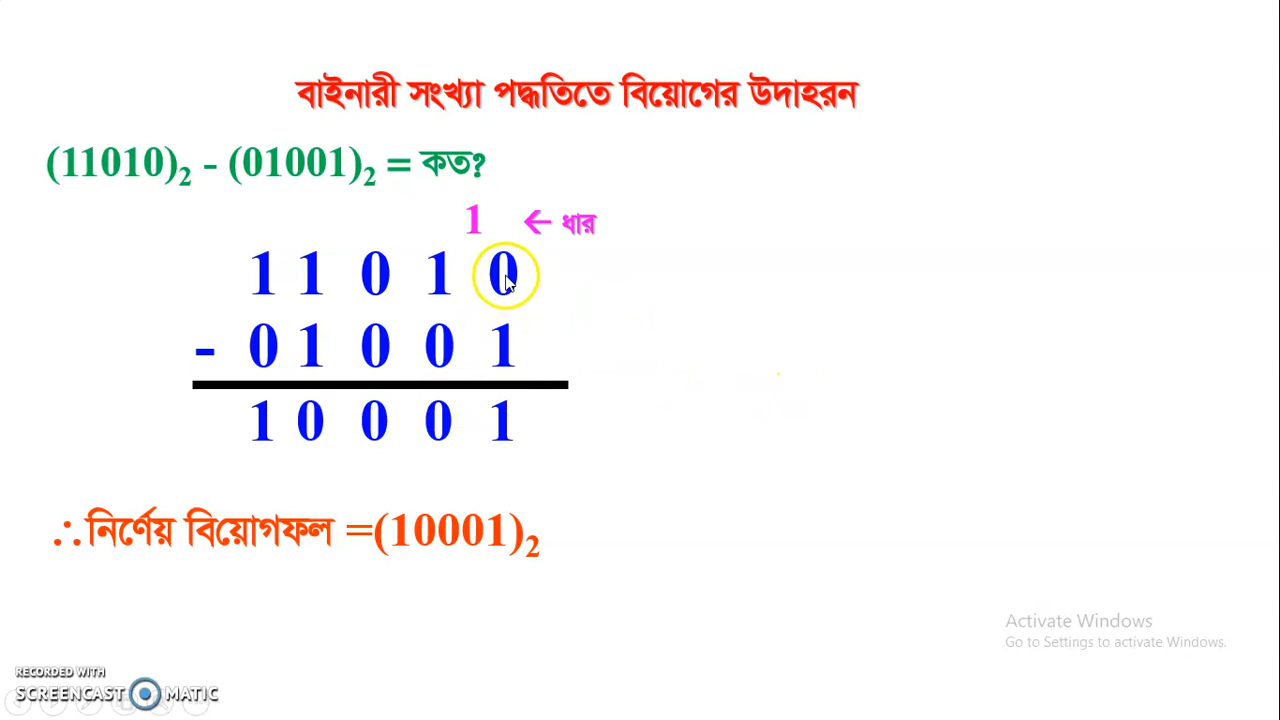 বাইনারী সংখ্যা পদ্ধতিতে বিয়োগের উদাহরন
(11010)₂ - (01001)₂ = কত?
1 ← ধার
1 1 0 1 0
- 0 1 0 0 1
1 0 0 0 1
∴নির্ণেয় বিয়োগফল =(10001)₂
Activate Windows
Go to Settings to activate Windows.
RECORDED WITH
SCREENCAST MATIC